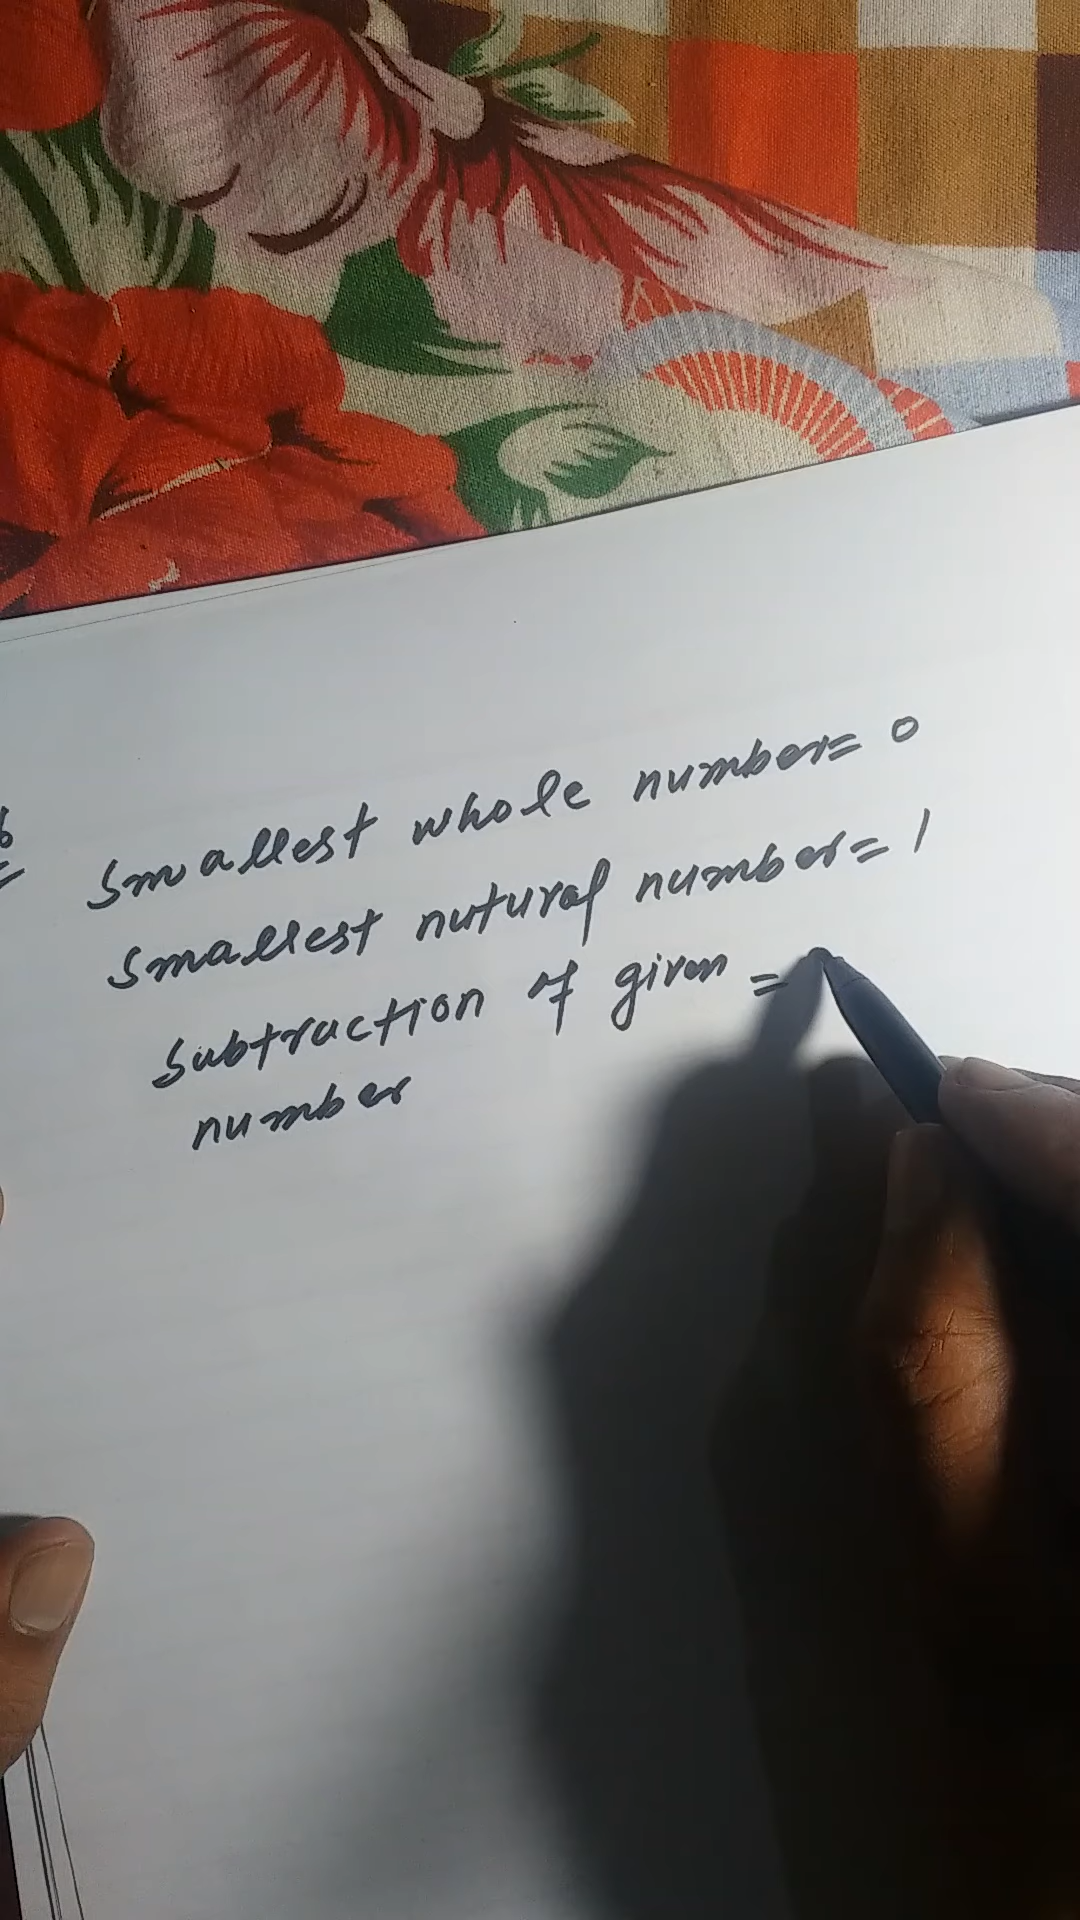 Smallest whole number= 0
Smallest nutural number= 1
Subtraction of given =
number